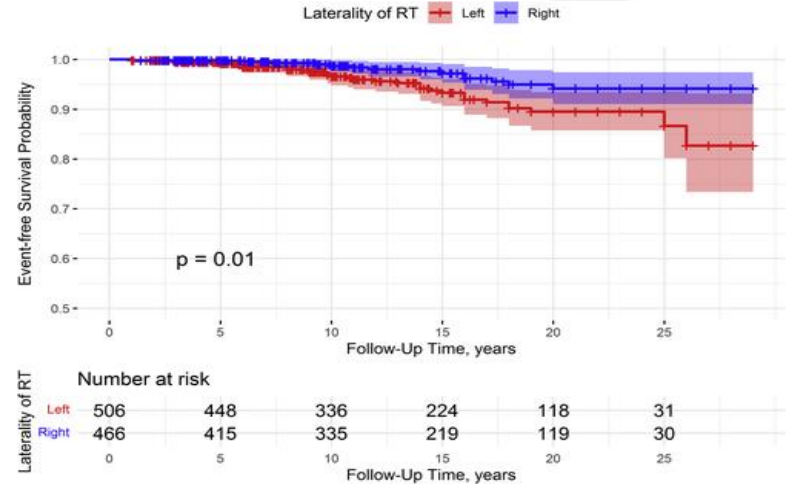 Laterality of RT Left Right
1.0
0.9
0.8
0.7
0.6
0.5
Event-free Survival Probability
p = 0.01
0 5 10 15 20 25
Follow-Up Time, years
Number at risk
Laterality of RT
Left 506 448 336 224 118 31
Right 466 415 335 219 119 30
0 5 10 15 20 25
Follow-Up Time, years